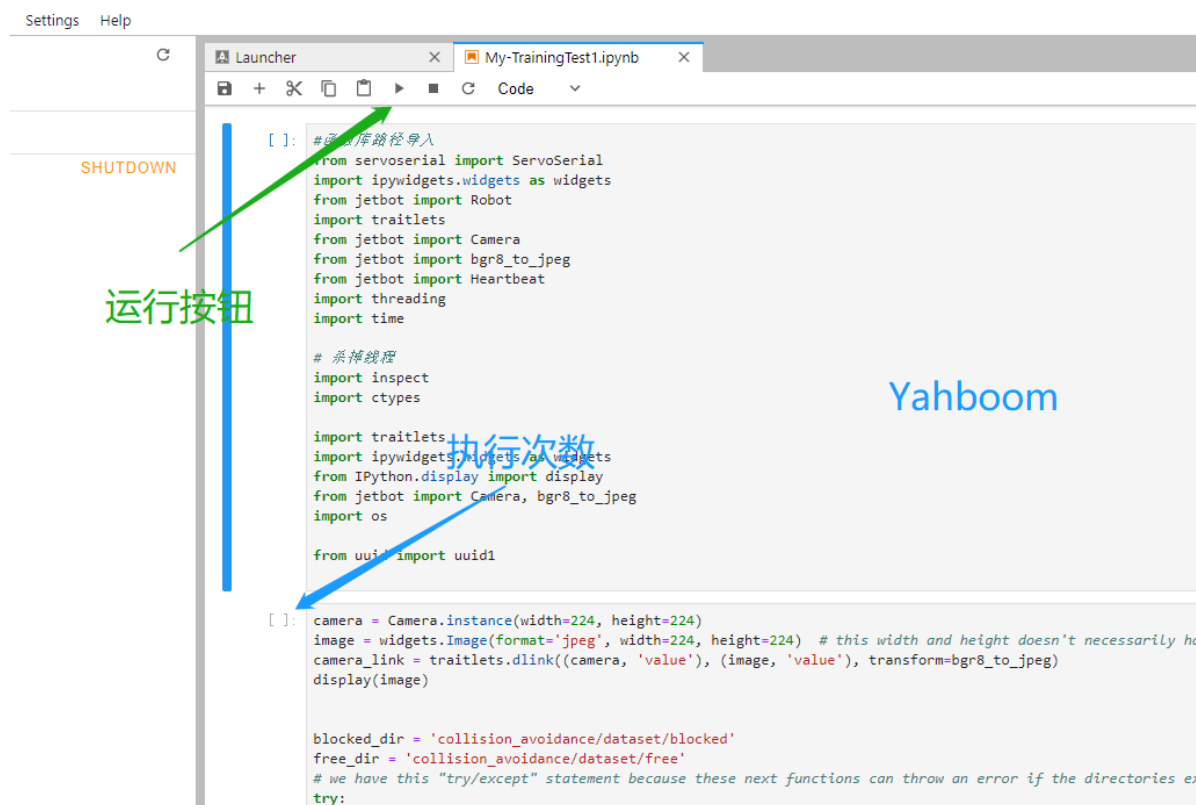 Settings Help
Launcher
My-TrainingTest1.ipynb
Code
SHUTDOWN
[ ]:
#函数库路径导入
from servoserial import ServoSerial
import ipywidgets.widgets as widgets
from jetbot import Robot
import traitlets
from jetbot import Camera
from jetbot import bgr8_to_jpeg
from jetbot import Heartbeat
import threading
import time
运行按钮
# 杀掉线程
import inspect
import ctypes
Yahboom
import traitlets
执行次数
import ipywidgets.widgets as widgets
from IPython.display import display
from jetbot import Camera, bgr8_to_jpeg
import os
from uuid import uuid1
[ ]:
camera = Camera.instance(width=224, height=224)
image = widgets.Image(format='jpeg', width=224, height=224) # this width and height doesn't necessarily
camera_link = traitlets.dlink((camera, 'value'), (image, 'value'), transform=bgr8_to_jpeg)
display(image)
blocked_dir = 'collision_avoidance/dataset/blocked'
free_dir = 'collision_avoidance/dataset/free'
# we have this "try/except" statement because these next functions can throw an error if the directories
try: